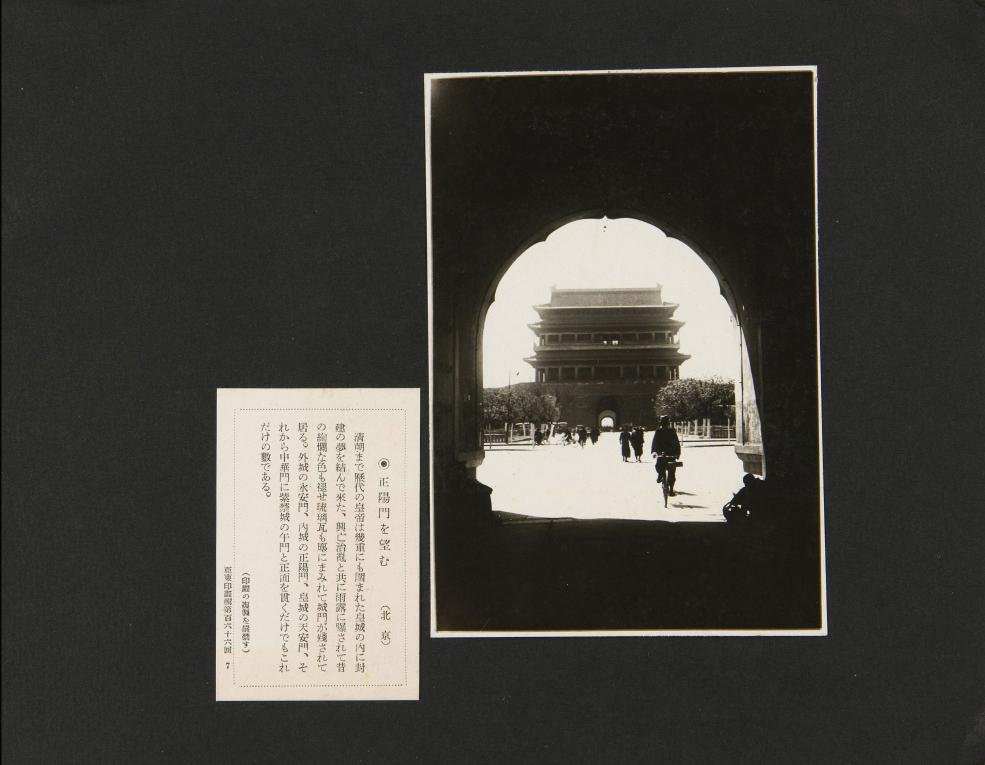 ◉正陽門を望む　（北京）
清朝まで歷代の皇帝は幾重にも圍まれた皇城の內に封
建の夢を結んで來た、興亡治亂と共に雨露に曝されて昔
の絢爛な色も褪せ琉璃瓦も塵にまみれて城門が殘されて
居る。外城の永安門、內城の正陽門、皇城の天安門、そ
れから中華門に紫禁城の午門と正面を貫くだけでもこれ
だけの數である。
（印畫の複製を嚴禁す）
亞東印畫輯第百六十六回　7